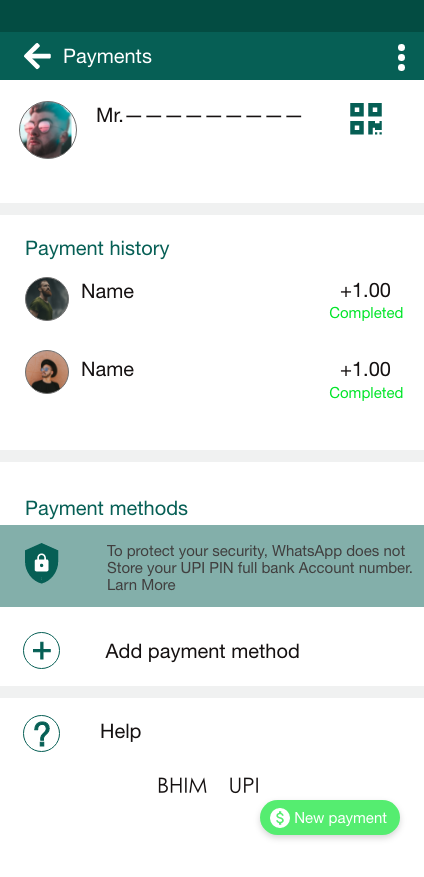 Payments
Mr.—————————
Payment history
Name
+1.00
Completed
Name
+1.00
Completed
Payment methods
To protect your security, WhatsApp does not
Store your UPI PIN full bank Account number.
Larn More
Add payment method
Help
BHIM UPI
New payment